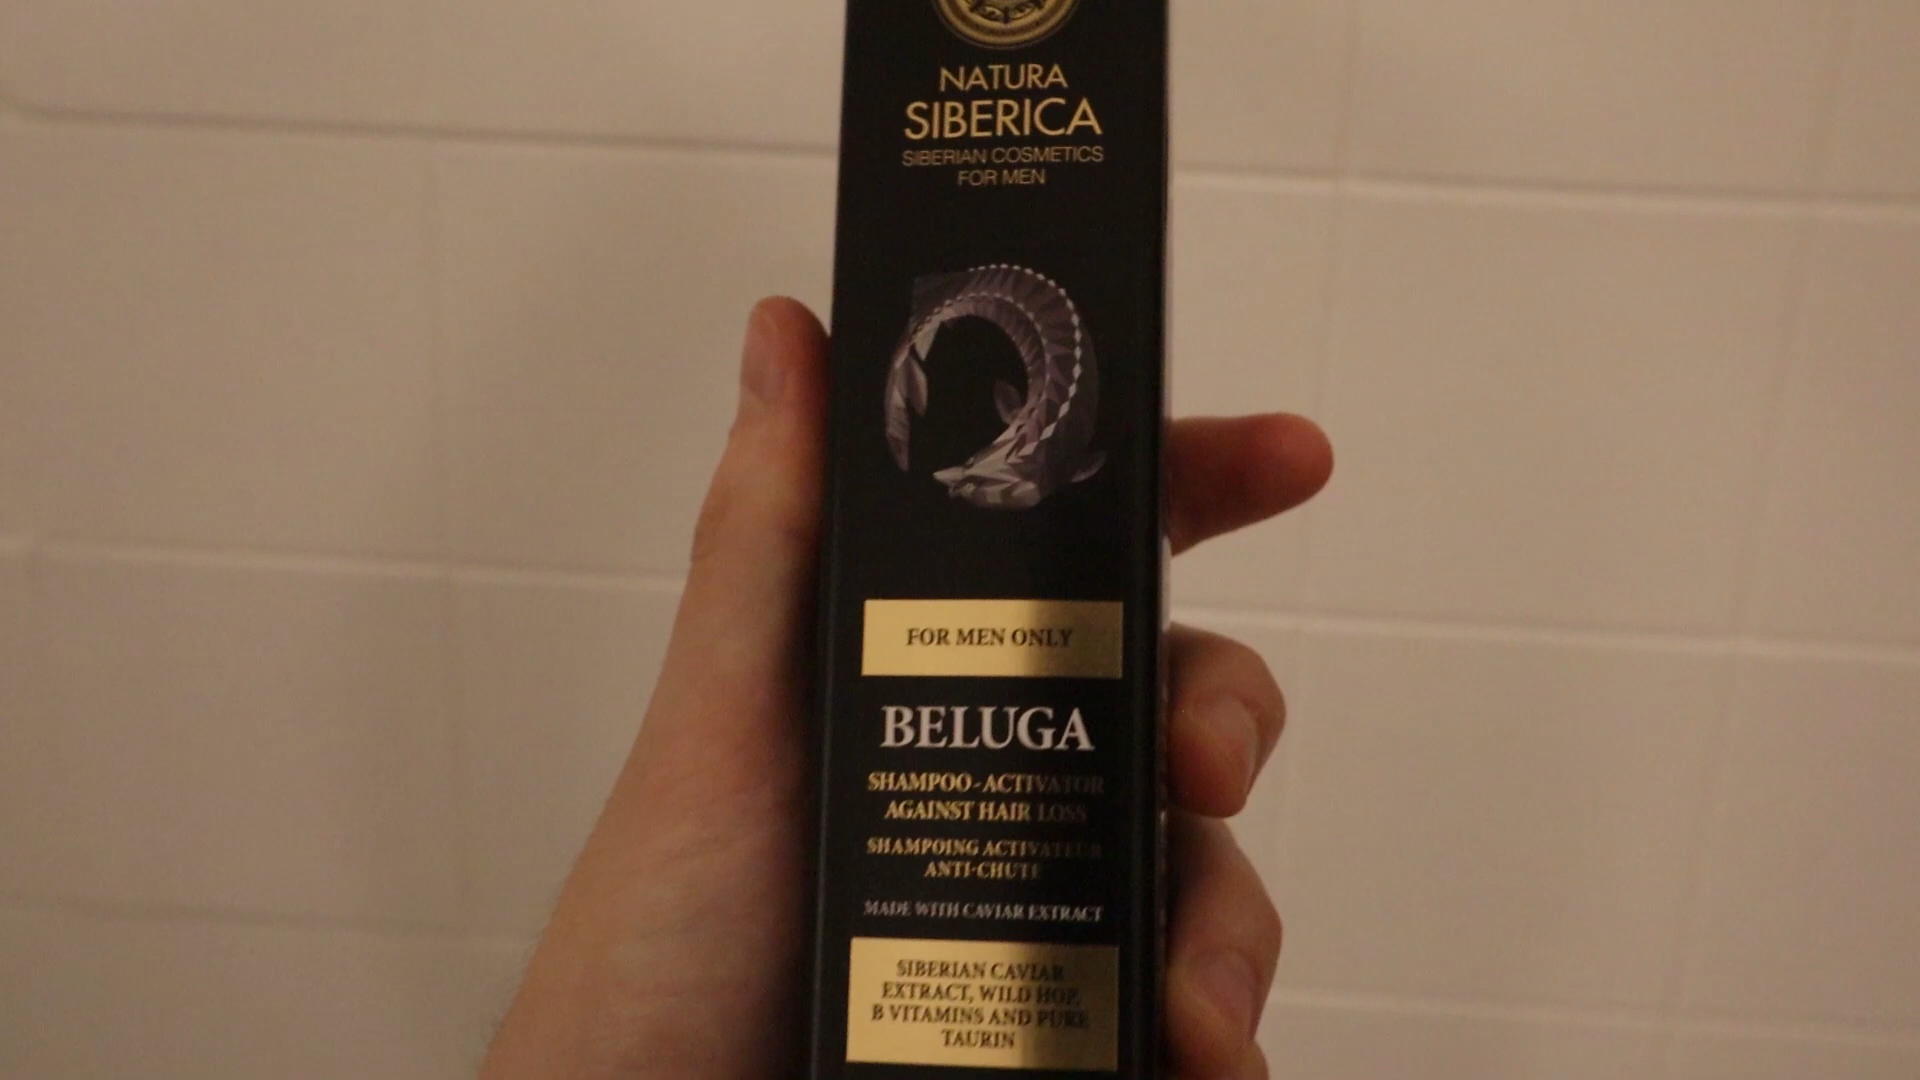 NATURA
SIBERICA
SIBERIAN COSMETICS
FOR MEN
FOR MEN ONLY
BELUGA
SHAMPOO-ACTIVATOR
AGAINST HAIR LOSS
SHAMPOING ACTIVATEUR
ANTI-CHUTE
MADE WITH CAVIAR EXTRACT
SIBERIAN CAVIAR
EXTRACT, WILD HOP,
B VITAMINS AND PURE
TAURIN